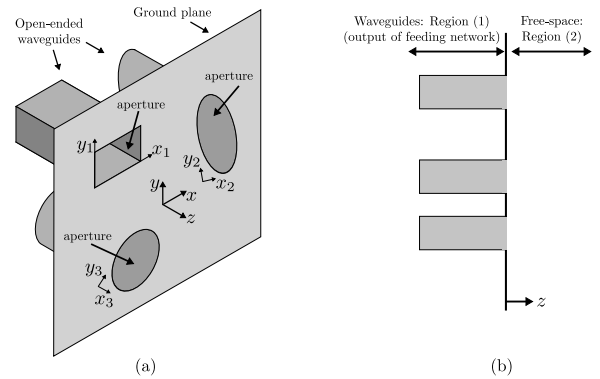 Ground plane
Open-ended
waveguides
aperture
aperture
y1
x1
y2
x2
y
x
z
aperture
y3
x3
(a)
Waveguides: Region (1)
(output of feeding network)
Free-space:
Region (2)
z
(b)